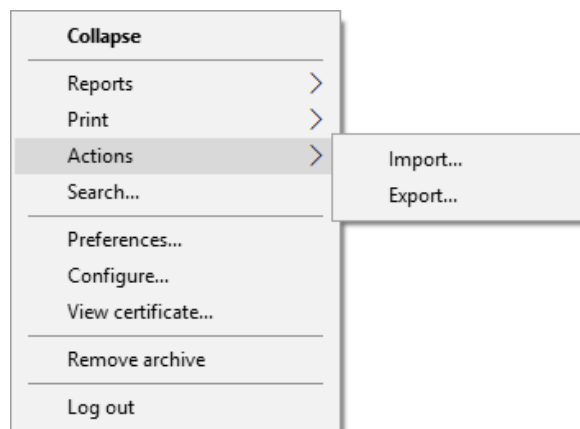 Collapse
Reports
Print
Actions
Import...
Export...
Search...
Preferences...
Configure...
View certificate...
Remove archive
Log out